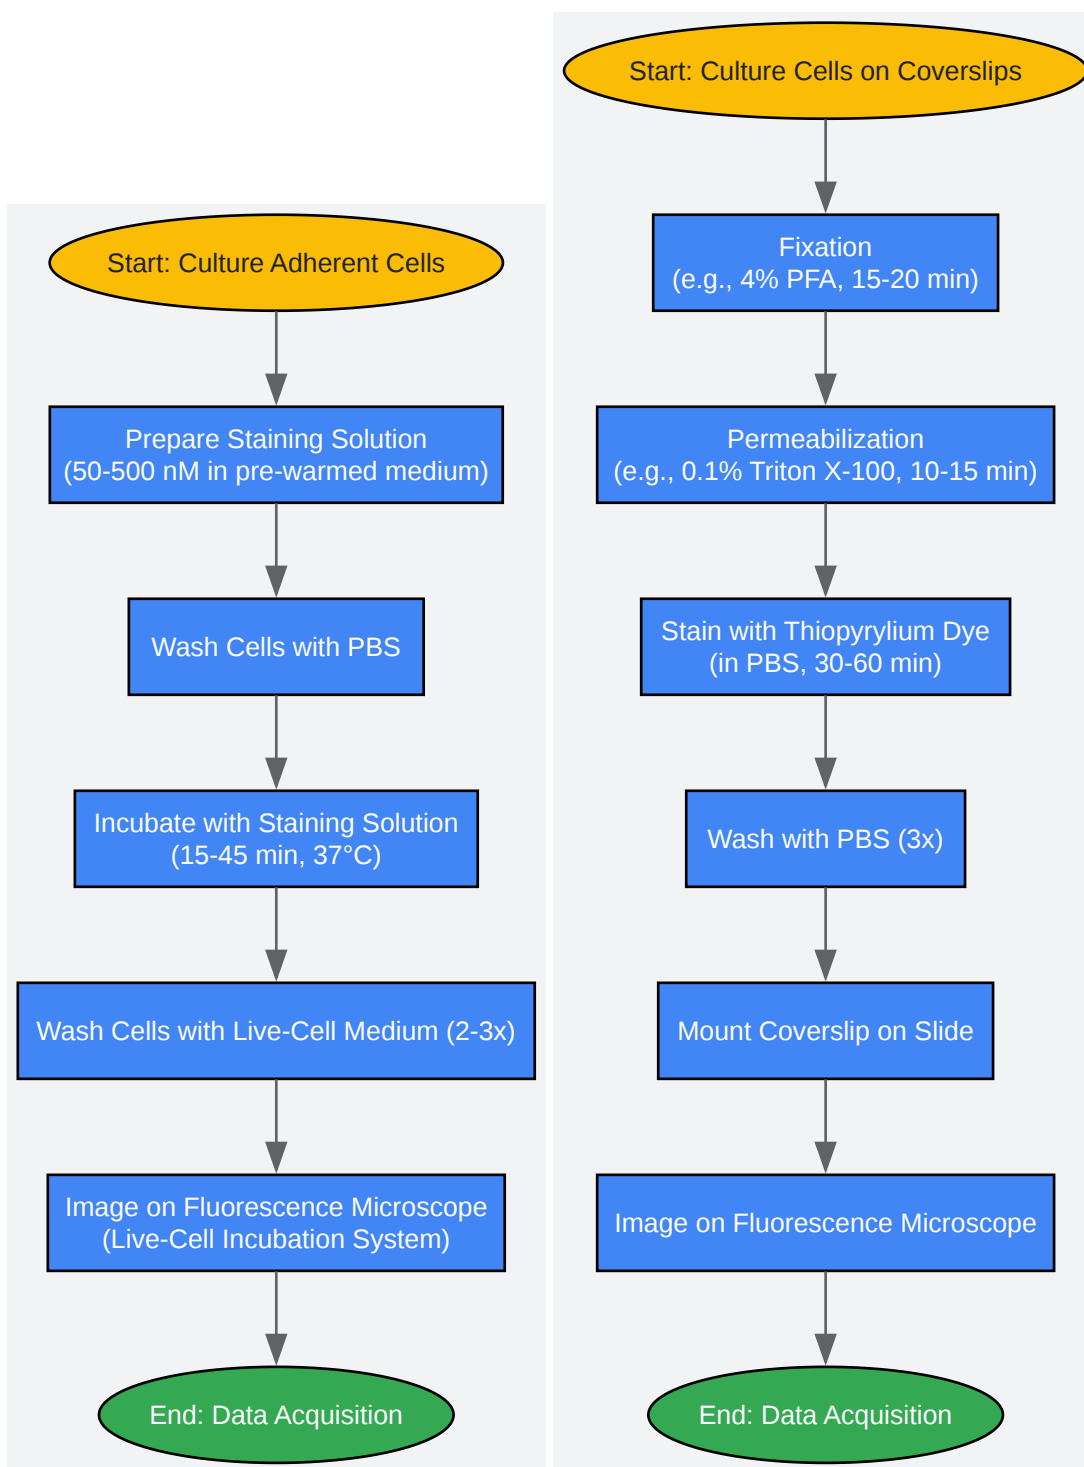 Start: Culture Adherent Cells
Prepare Staining Solution
(50-500 nM in pre-warmed medium)
Wash Cells with PBS
Incubate with Staining Solution
(15-45 min, 37°C)
Wash Cells with Live-Cell Medium (2-3x)
Image on Fluorescence Microscope
(Live-Cell Incubation System)
End: Data Acquisition
Start: Culture Cells on Coverslips
Fixation
(e.g., 4% PFA, 15-20 min)
Permeabilization
(e.g., 0.1% Triton X-100, 10-15 min)
Stain with Thiopyrylium Dye
(in PBS, 30-60 min)
Wash with PBS (3x)
Mount Coverslip on Slide
Image on Fluorescence Microscope
End: Data Acquisition